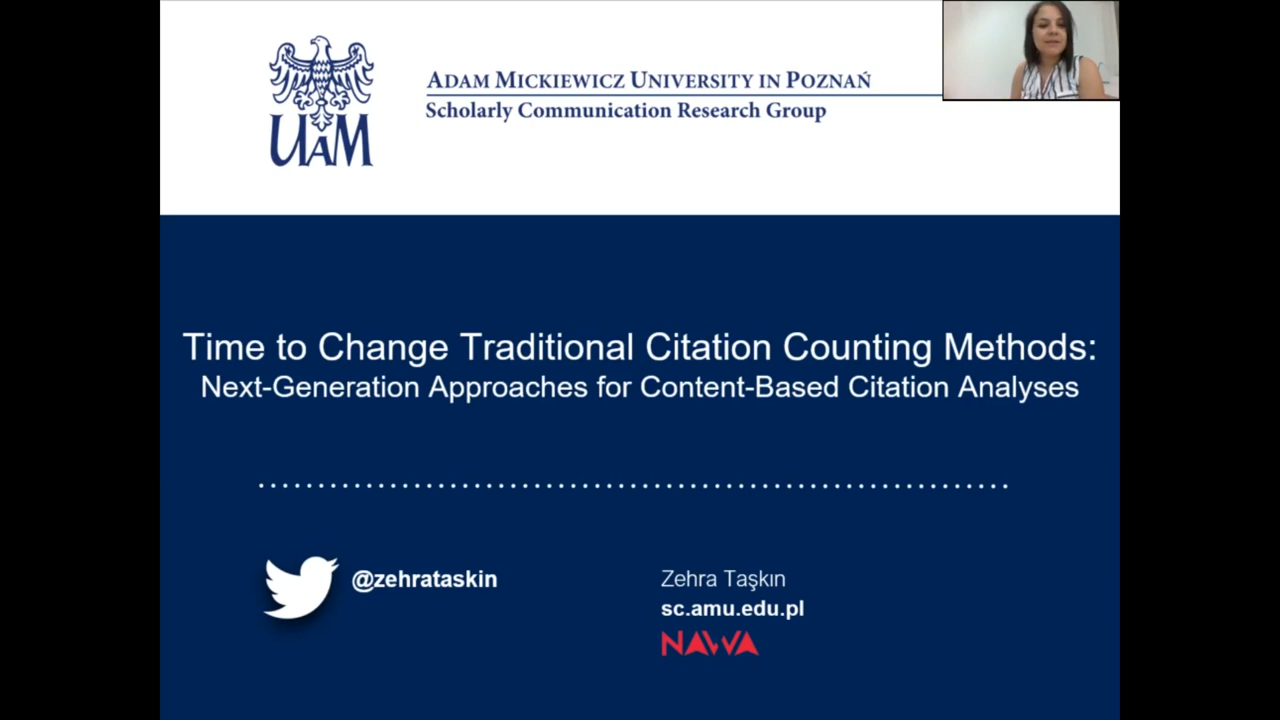 UAM
ADAM MICKIEWICZ UNIVERSITY IN POZNAŃ
Scholarly Communication Research Group
Time to Change Traditional Citation Counting Methods:
Next-Generation Approaches for Content-Based Citation Analyses
@zehrataskin
Zehra Taşkın
sc.amu.edu.pl
NAWA